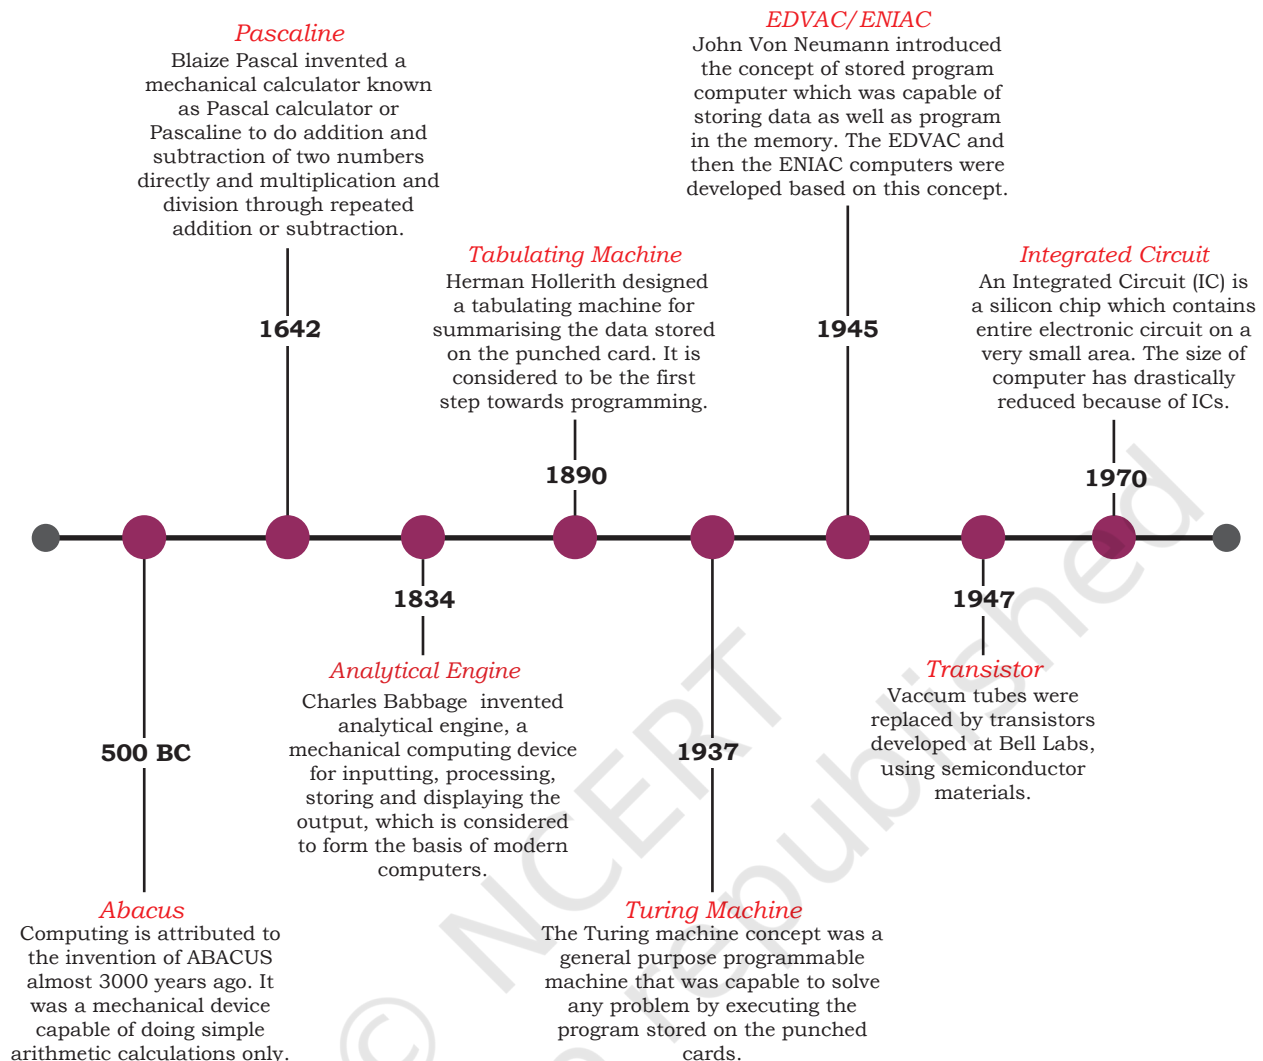 Pascaline
Blaize Pascal invented a
mechanical calculator known
as Pascal calculator or
Pascaline to do addition and
subtraction of two numbers
directly and multiplication and
division through repeated
addition or subtraction.
1642
EDVAC/ENIAC
John Von Neumann introduced
the concept of stored program
computer which was capable of
storing data as well as program
in the memory. The EDVAC and
then the ENIAC computers were
developed based on this concept.
1945
Tabulating Machine
Herman Hollerith designed
a tabulating machine for
summarising the data stored
on the punched card. It is
considered to be the first
step towards programming.
1890
Integrated Circuit
An Integrated Circuit (IC) is
a silicon chip which contains
entire electronic circuit on a
very small area. The size of
computer has drastically
reduced because of ICs.
1970
500 BC
Abacus
Computing is attributed to
the invention of ABACUS
almost 3000 years ago. It
was a mechanical device
capable of doing simple
arithmetic calculations only.
1834
Analytical Engine
Charles Babbage invented
analytical engine, a
mechanical computing device
for inputting, processing,
storing and displaying the
output, which is considered
to form the basis of modern
computers.
1937
Turing Machine
The Turing machine concept was a
general purpose programmable
machine that was capable to solve
any problem by executing the
program stored on the punched
cards.
1947
Transistor
Vaccum tubes were
replaced by transistors
developed at Bell Labs,
using semiconductor
materials.
© NCERT
republished